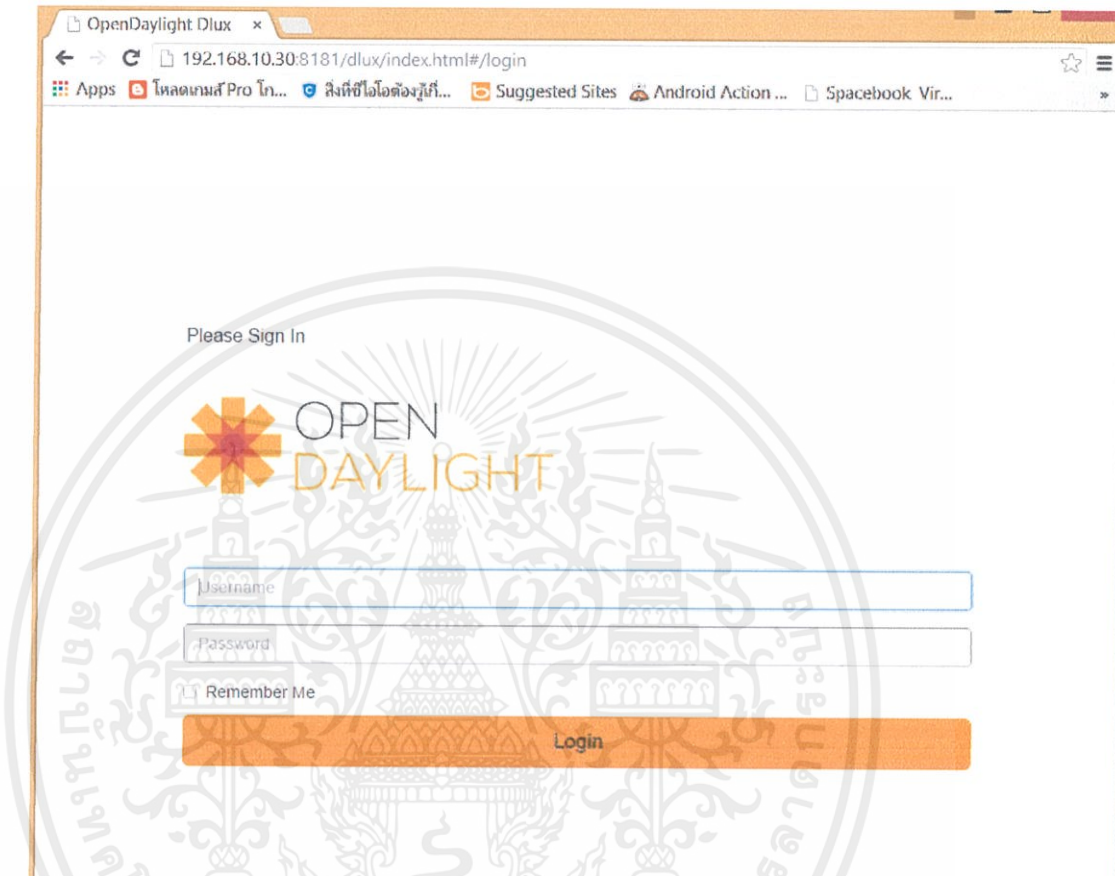 OpenDaylight Dlux ×
192.168.10.30:8181/dlux/index.html#/login
Apps โหลดเกมส์ Pro โก... สิ่งที่ซีไอโอต้องรู้เกี่... Suggested Sites Android Action ... Spacebook Vir... »
Please Sign In
OPEN
DAYLIGHT
Username
Password
Remember Me
Login